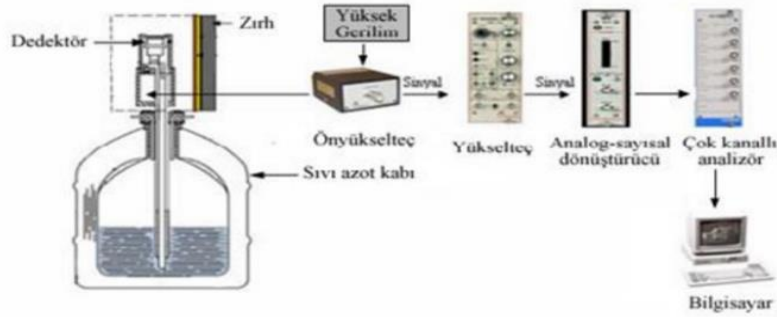 Zırh
Dedektör
Yüksek
Gerilim
Sinyal
Sinyal
Önyükselteç
Yükselteç
Analog-sayısal
dönüştürücü
Çok kanallı
analizör
Sıvı azot kabı
Bilgisayar